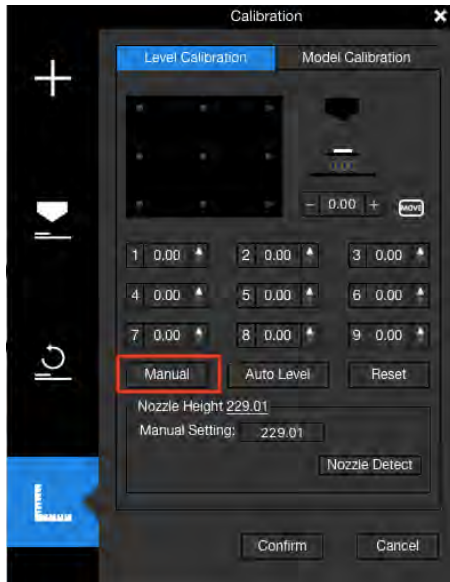 Calibration
Level Calibration Model Calibration
0.00
- 0.00 + MOVE
1 0.00 2 0.00 3 0.00
4 0.00 5 0.00 6 0.00
7 0.00 8 0.00 9 0.00
Manual Auto Level Reset
Nozzle Height 229.01
Manual Setting: 229.01
Nozzle Detect
Confirm Cancel